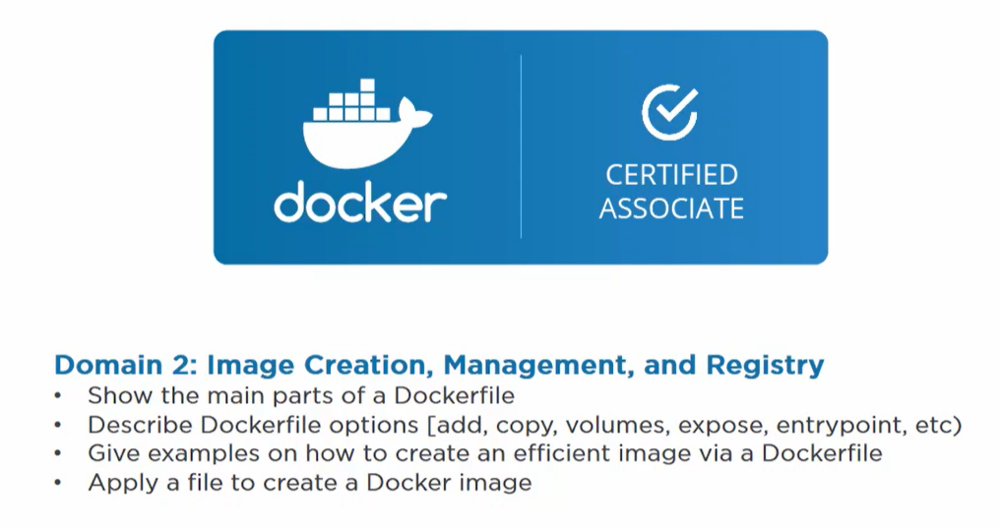 docker
CERTIFIED
ASSOCIATE
Domain 2: Image Creation, Management, and Registry
• Show the main parts of a Dockerfile
• Describe Dockerfile options [add, copy, volumes, expose, entrypoint, etc)
• Give examples on how to create an efficient image via a Dockerfile
• Apply a file to create a Docker image